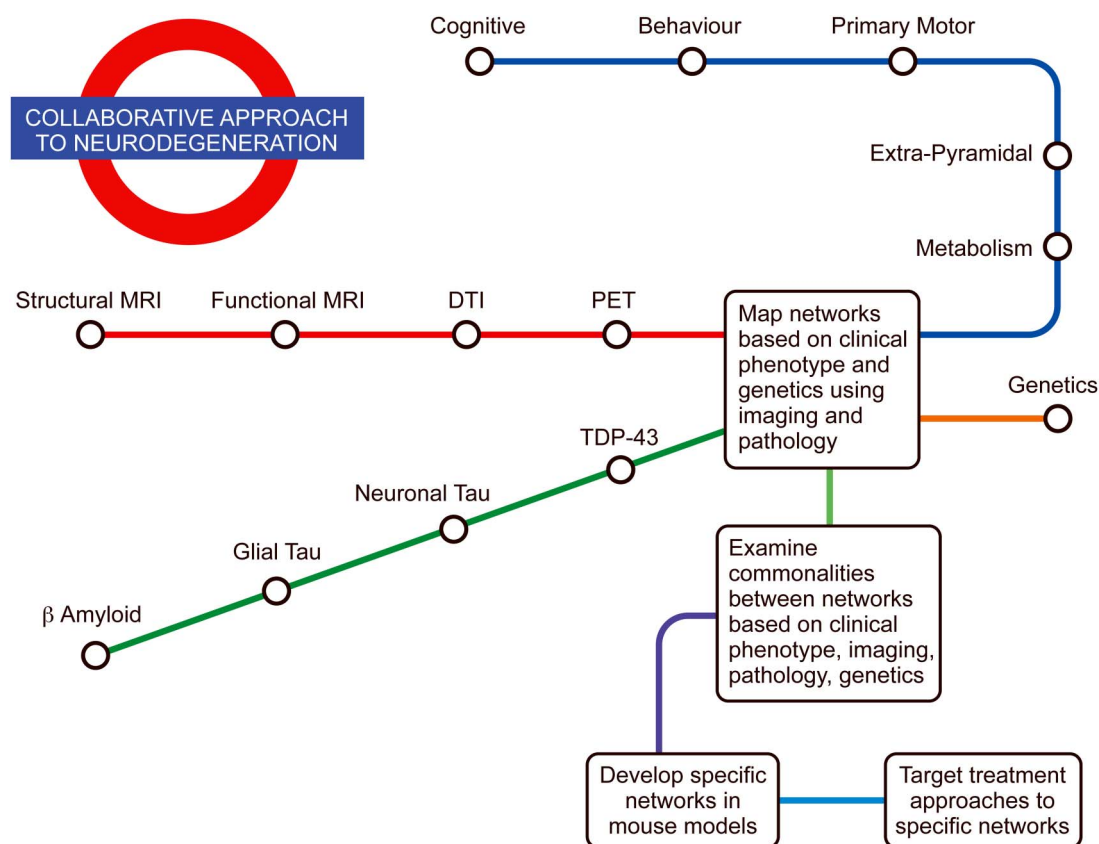 COLLABORATIVE APPROACH
TO NEURODEGENERATION
Cognitive
Behaviour
Primary Motor
Extra-Pyramidal
Metabolism
Structural MRI
Functional MRI
DTI
PET
Map networks
based on clinical
phenotype and
genetics using
imaging and
pathology
Genetics
TDP-43
Neuronal Tau
Glial Tau
β Amyloid
Examine
commonalities
between networks
based on clinical
phenotype, imaging,
pathology, genetics
Develop specific
networks in
mouse models
Target treatment
approaches to
specific networks